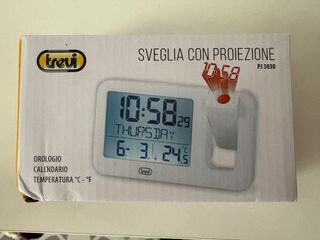 trevi
SVEGLIA CON PROIEZIONE
PJ 3030
10:58
10:58 29
THURSDAY
6- 3. 24.5 °C
trevi
OROLOGIO
CALENDARIO
TEMPERATURA °C - °F